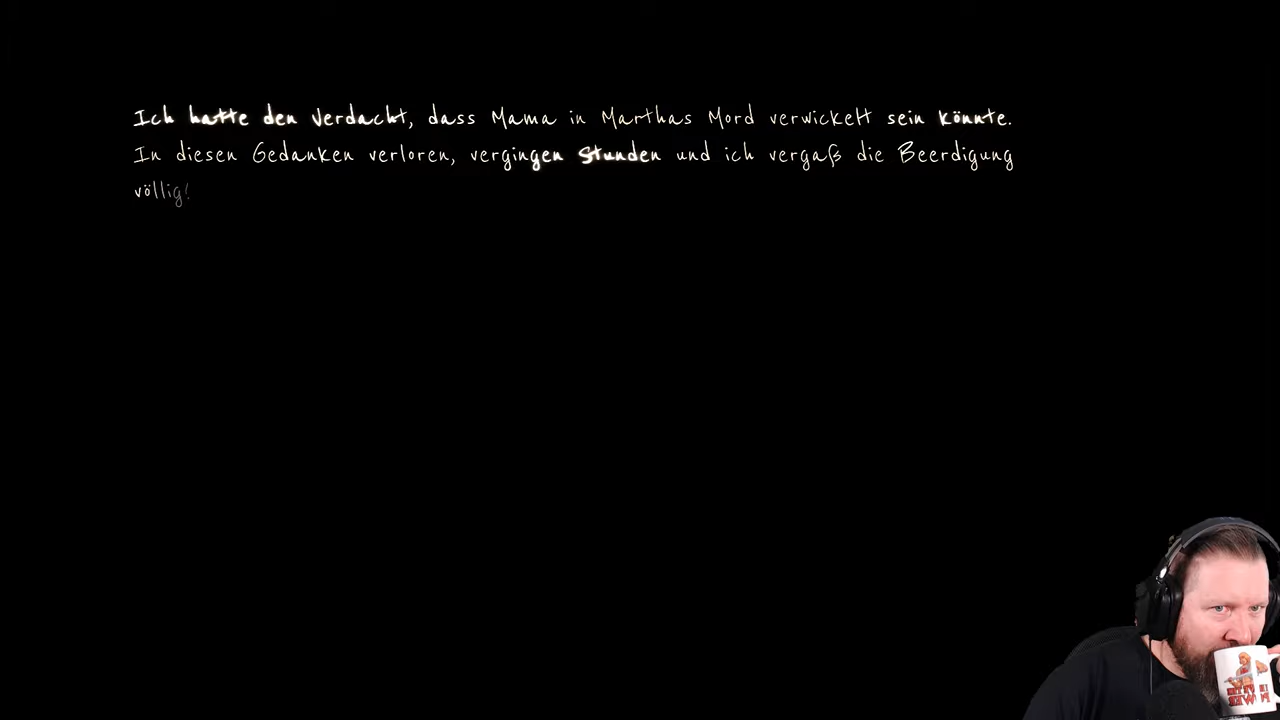 Ich hatte den Verdacht, dass Mama in Marthas Mord verwickelt sein könnte.
In diesen Gedanken verloren, vergingen Stunden und ich vergaß die Beerdigung
völlig!